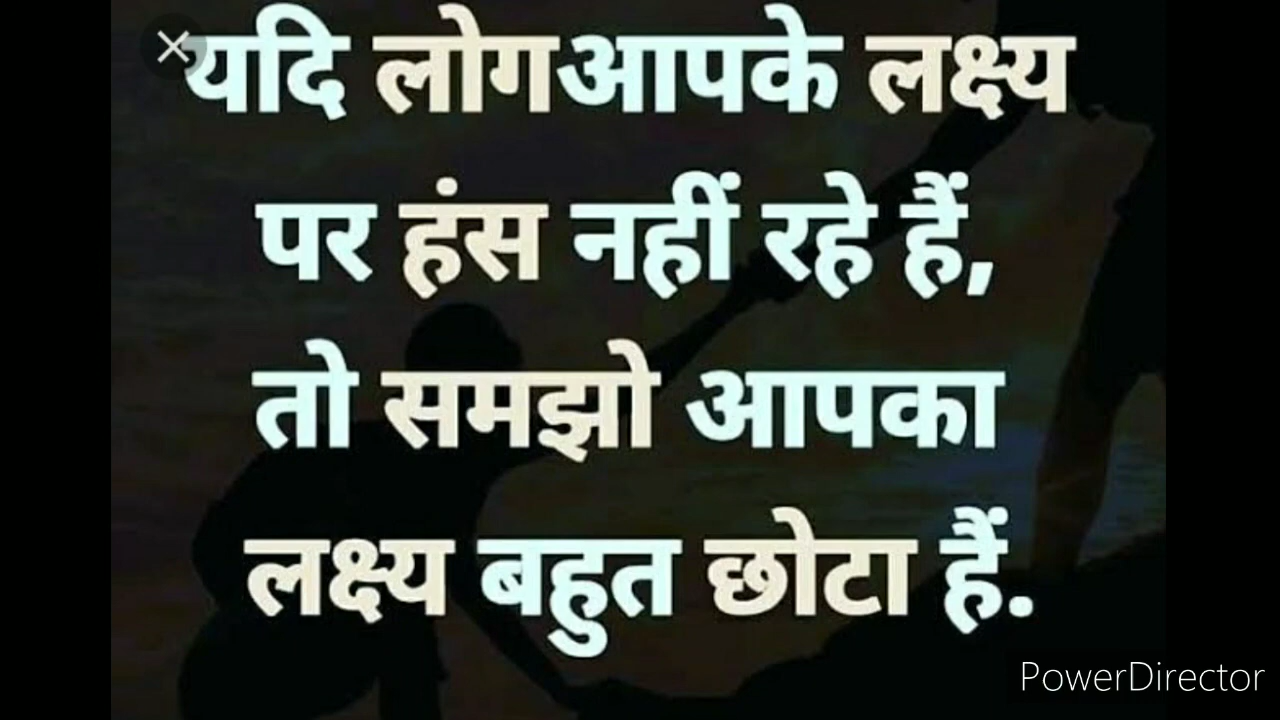 यदि लोगआपके लक्ष्य
पर हंस नहीं रहे हैं,
तो समझो आपका
लक्ष्य बहुत छोटा हैं.
PowerDirector